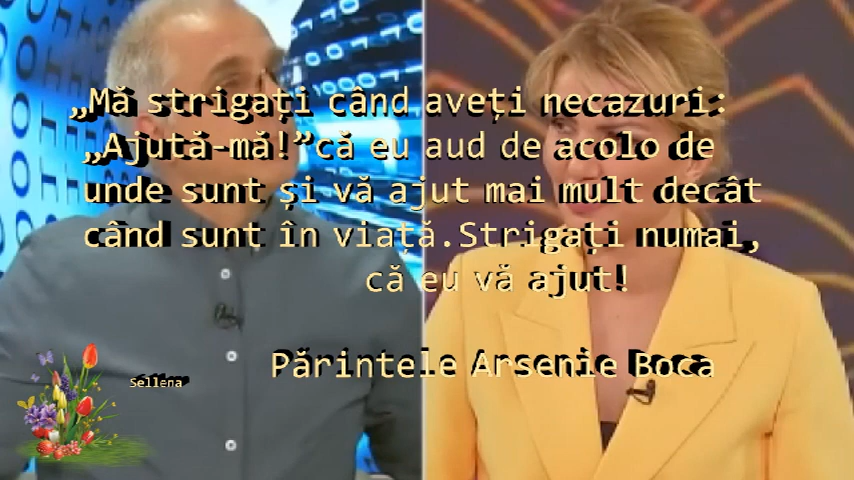 „Mă strigați când aveți necazuri:
„Ajută-mă!”că eu aud de acolo de
unde sunt și vă ajut mai mult decât
când sunt în viață.Strigați numai,
că eu vă ajut!
Părintele Arsenie Boca
Sellena